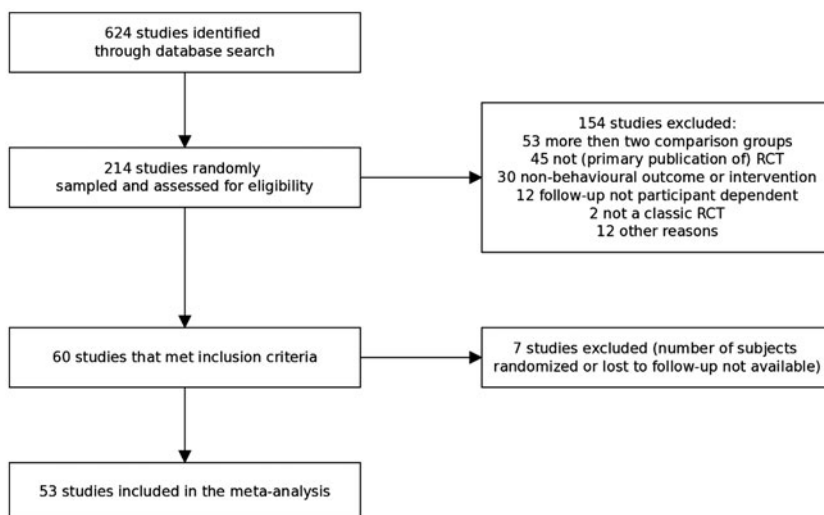 624 studies identified
through database search
154 studies excluded:
53 more then two comparison groups
45 not (primary publication of) RCT
30 non-behavioural outcome or intervention
12 follow-up not participant dependent
2 not a classic RCT
12 other reasons
214 studies randomly
sampled and assessed for eligibility
60 studies that met inclusion criteria
7 studies excluded (number of subjects
randomized or lost to follow-up not available)
53 studies included in the meta-analysis